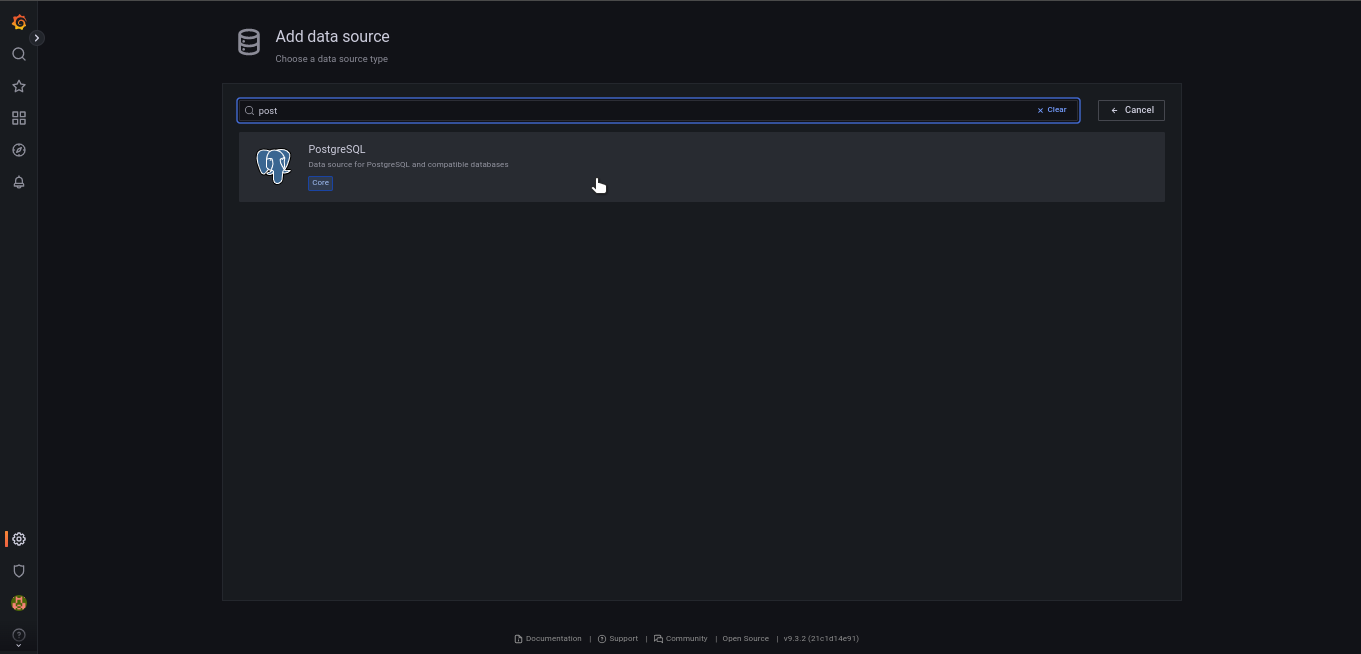 Add data source
Choose a data source type
post
Clear
Cancel
PostgreSQL
Data source for PostgreSQL and compatible databases
Core
Documentation | Support | Community | Open Source | v9.3.2 (21c1d14e91)